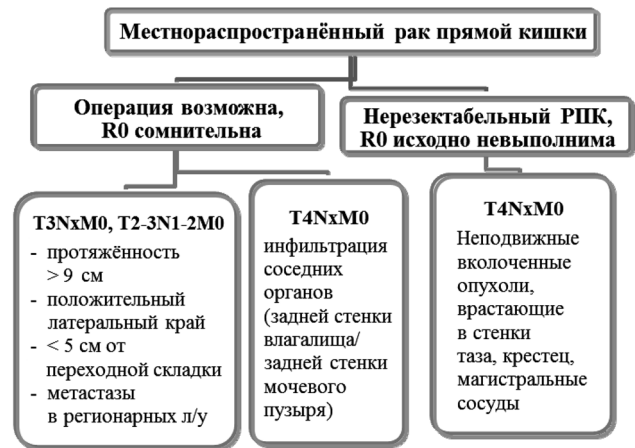 Местнораспространённый рак прямой кишки
Операция возможна,
R0 сомнительна
Нерезектабельный РПК,
R0 исходно невыполнима
T3NxM0, T2-3N1-2M0
- протяжённость
> 9 см
- положительный
латеральный край
- < 5 см от
переходной складки
- метастазы
в регионарных л/у
T4NxM0
инфильтрация
соседних
органов
(задней стенки
влагалища/
задней стенки
мочевого
пузыря)
T4NxM0
Неподвижные
вколоченные
опухоли,
врастающие
в стенки
таза, крестец,
магистральные
сосуды